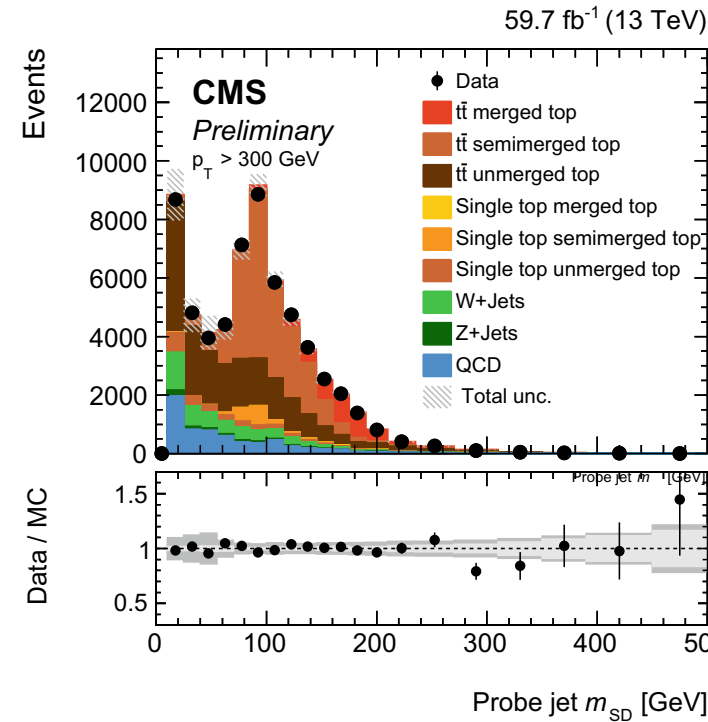 59.7 fb-1 (13 TeV)
Events
CMS
Preliminary
pT > 300 GeV
Data
tt̄ merged top
tt̄ semimerged top
tt̄ unmerged top
Single top merged top
Single top semimerged top
Single top unmerged top
W+Jets
Z+Jets
QCD
Total unc.
12000
10000
8000
6000
4000
2000
0
Probe jet m [GeV]
Data / MC
1.5
1
0.5
0 100 200 300 400 50
Probe jet mSD [GeV]